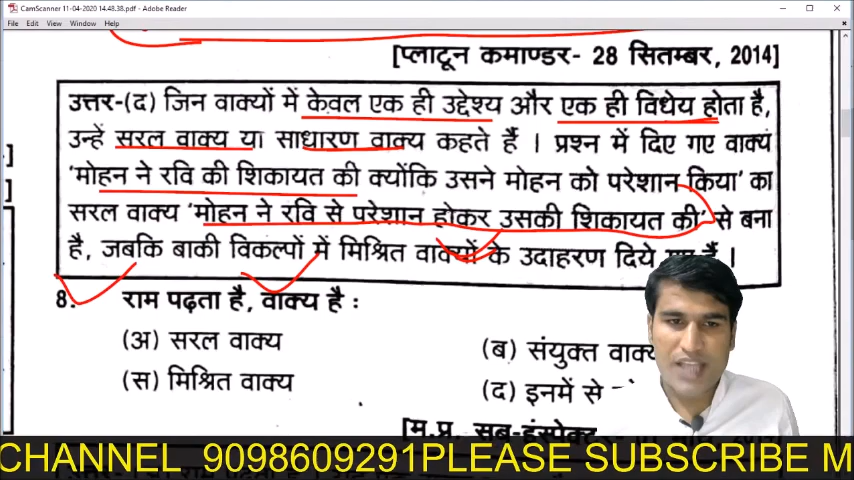 CamScanner 11-04-2020 14.48.38.pdf - Adobe Reader
File Edit View Window Help
[प्लाटून कमाण्डर- 28 सितम्बर, 2014]
उत्तर-(द) जिन वाक्यों में केवल एक ही उद्देश्य और एक ही विधेय होता है,
उन्हें सरल वाक्य या साधारण वाक्य कहते हैं । प्रश्न में दिए गए वाक्य
'मोहन ने रवि की शिकायत की क्योंकि उसने मोहन को परेशान किया' का
सरल वाक्य 'मोहन ने रवि से परेशान होकर उसकी शिकायत की' से बना
है, जबकि बाकी विकल्पों में मिश्रित वाक्यों के उदाहरण दिये हैं ।
8. राम पढ़ता है, वाक्य है :
(अ) सरल वाक्य
(ब) संयुक्त वाक्य
(स) मिश्रित वाक्य
(द) इनमें से
[म.प्र. सब-इंस्पेक्टर-
CHANNEL 9098609291PLEASE SUBSCRIBE M